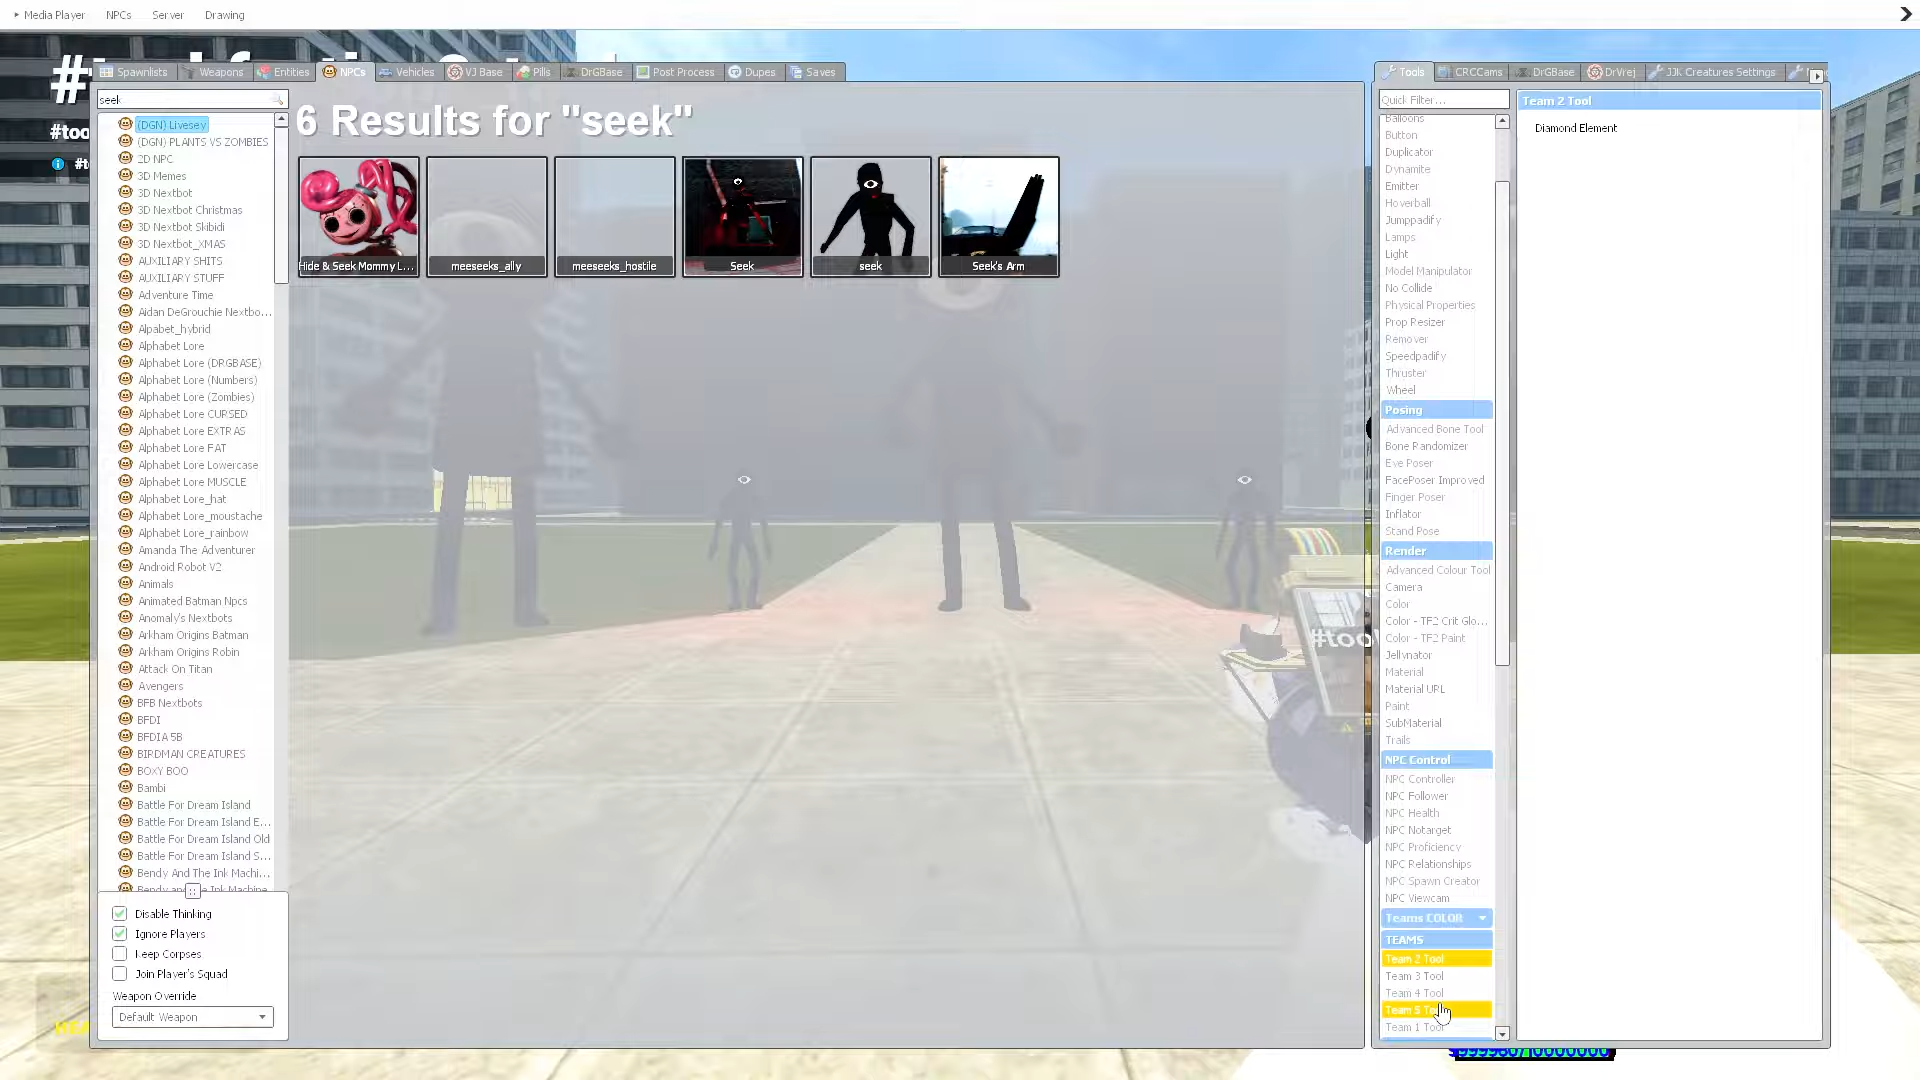 Media Player NPCs Server Drawing
Spawnlists Weapons Entities NPCs Vehicles VJ Base Pills DrGBase Post Process Dupes Saves
Tools CRCCams DrGBase DrVrej JJK Creatures Settings
seek
6 Results for "seek"
Hide & Seek Mommy L...
meeseeks_ally
meeseeks_hostile
Seek
seek
Seek's Arm
(DGN) Livesey
(DGN) PLANTS VS ZOMBIES
2D NPC
3D Memes
3D Nextbot
3D Nextbot Christmas
3D Nextbot Skibidi
3D Nextbot_XMAS
AUXILIARY SHITS
AUXILIARY STUFF
Adventure Time
Aidan DeGrouchie Nextbo...
Alpabet_hybrid
Alphabet Lore
Alphabet Lore (DRGBASE)
Alphabet Lore (Numbers)
Alphabet Lore (Zombies)
Alphabet Lore CURSED
Alphabet Lore EXTRAS
Alphabet Lore FAT
Alphabet Lore Lowercase
Alphabet Lore MUSCLE
Alphabet Lore_hat
Alphabet Lore_moustache
Alphabet Lore_rainbow
Amanda The Adventurer
Android Robot V2
Animals
Animated Batman Npcs
Anomaly's Nextbots
Arkham Origins Batman
Arkham Origins Robin
Attack On Titan
Avengers
BFB Nextbots
BFDI
BFDIA 5B
BIRDMAN CREATURES
BOXY BOO
Bambi
Battle For Dream Island
Battle For Dream Island E...
Battle For Dream Island Old
Battle For Dream Island S...
Bendy And The Ink Machi...
Bendy and the Ink Machine
Disable Thinking
Ignore Players
Keep Corpses
Join Player's Squad
Weapon Override
Default Weapon
#too
#too
Quick Filter...
Balloons
Button
Duplicator
Dynamite
Emitter
Hoverball
Jumppadify
Lamps
Light
Model Manipulator
No Collide
Physical Properties
Prop Resizer
Remover
Speedpadify
Thruster
Wheel
Posing
Advanced Bone Tool
Bone Randomizer
Eye Poser
FacePoser Improved
Finger Poser
Inflator
Stand Pose
Render
Advanced Colour Tool
Camera
Color
Color - TF2 Crit Glo...
Color - TF2 Paint
Jellynator
Material
Material URL
Paint
SubMaterial
Trails
NPC Control
NPC Controller
NPC Follower
NPC Health
NPC Notarget
NPC Proficiency
NPC Relationships
NPC Spawn Creator
NPC Viewcam
Teams COLOR
TEAMS
Team 2 Tool
Team 3 Tool
Team 4 Tool
Team 5 Tool
Team 1 Tool
Team 2 Tool
Diamond Element